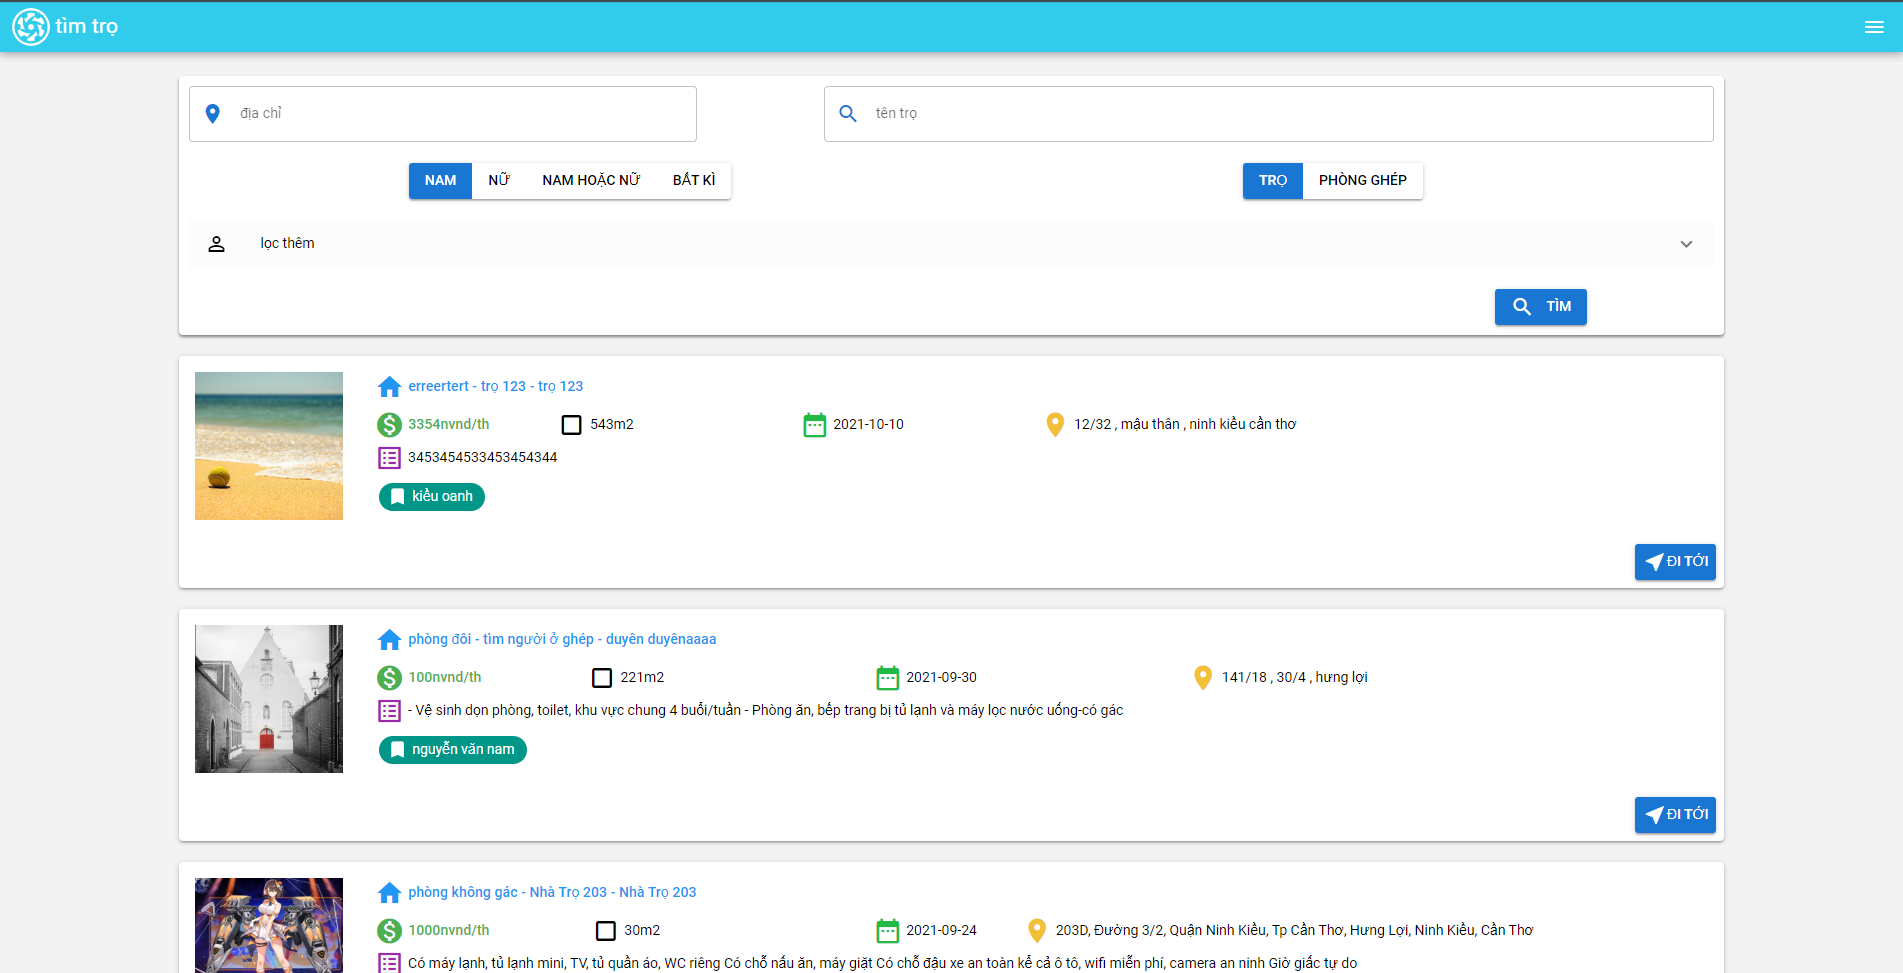 tìm trọ
địa chỉ
tên trọ
NAM NỮ NAM HOẶC NỮ BẤT KÌ
TRỌ PHÒNG GHÉP
lọc thêm
TÌM
erreertert - trọ 123 - trọ 123
3354nvnd/th 543m2 2021-10-10 12/32 , mậu thân , ninh kiều cần thơ
3453454533453454344
kiều oanh
ĐI TỚI
phòng đôi - tìm người ở ghép - duyên duyênaaaa
100nvnd/th 221m2 2021-09-30 141/18 , 30/4 , hưng lợi
- Vệ sinh dọn phòng, toilet, khu vực chung 4 buổi/tuần - Phòng ăn, bếp trang bị tủ lạnh và máy lọc nước uống-có gác
nguyễn văn nam
ĐI TỚI
phòng không gác - Nhà Trọ 203 - Nhà Trọ 203
1000nvnd/th 30m2 2021-09-24 203D, Đường 3/2, Quận Ninh Kiều, Tp Cần Thơ, Hưng Lợi, Ninh Kiều, Cần Thơ
Có máy lạnh, tủ lạnh mini, TV, tủ quần áo, WC riêng Có chỗ nấu ăn, máy giặt Có chỗ đậu xe an toàn kể cả ô tô, wifi miễn phí, camera an ninh Giờ giấc tự do